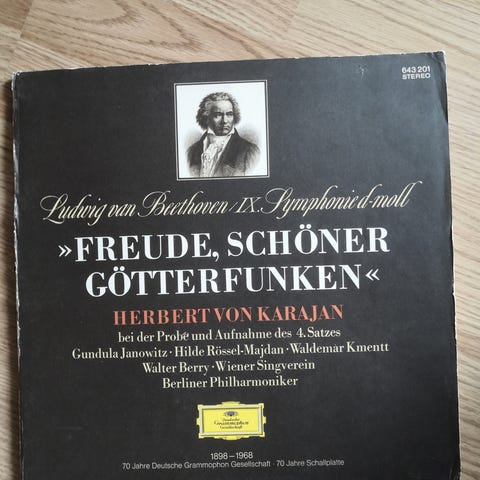 643 201
STEREO
Ludwig van Beethoven / IX. Symphonie d-moll
»FREUDE, SCHÖNER
GÖTTERFUNKEN«
HERBERT VON KARAJAN
bei der Probe und Aufnahme des 4. Satzes
Gundula Janowitz · Hilde Rössel-Majdan · Waldemar Kmentt
Walter Berry · Wiener Singverein
Berliner Philharmoniker
Deutsche
Grammophon
Gesellschaft
1898 — 1968
70 Jahre Deutsche Grammophon Gesellschaft · 70 Jahre Schallplatte